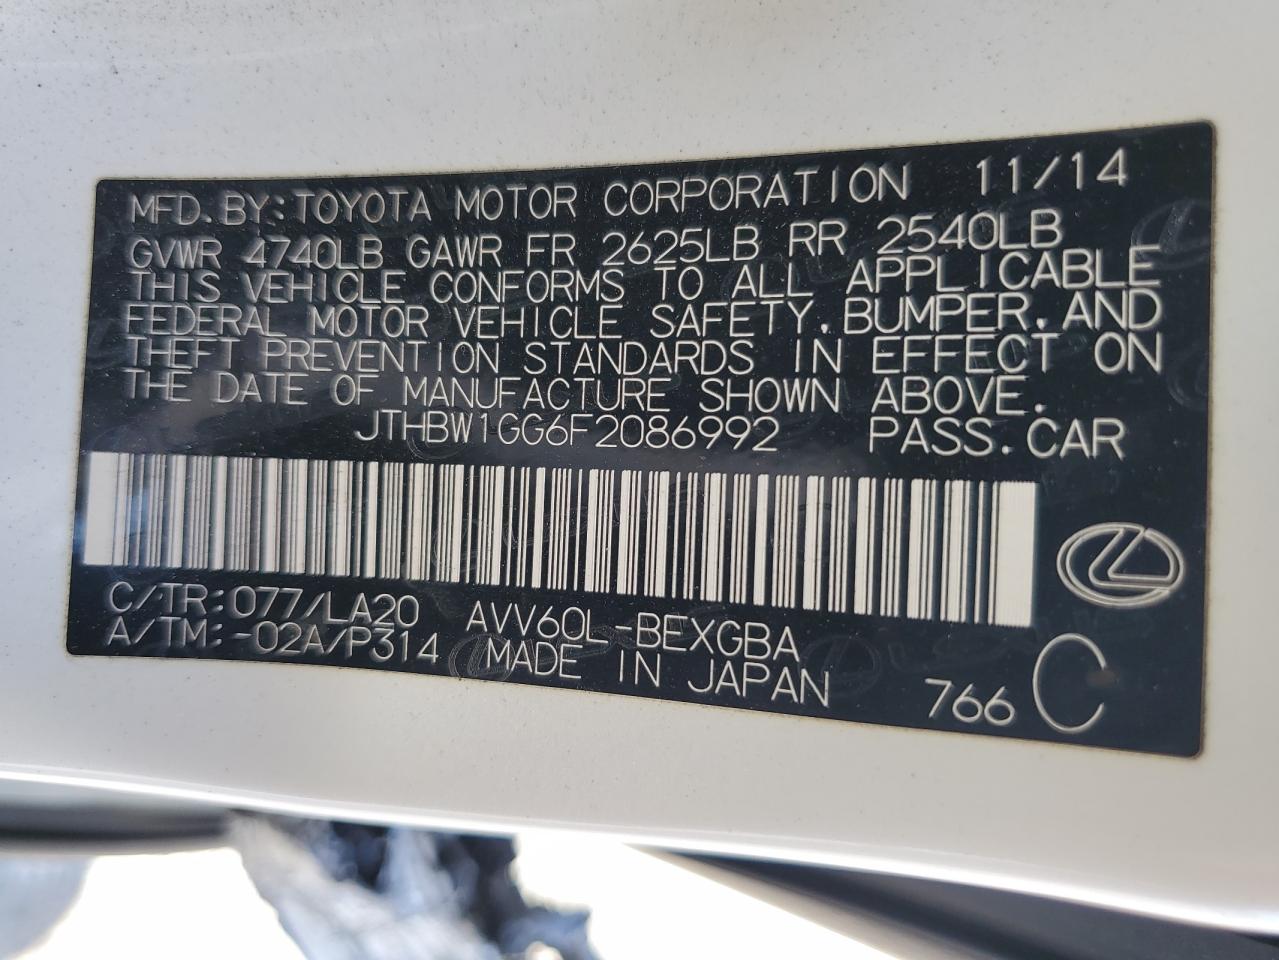 MFD. BY: TOYOTA MOTOR CORPORATION 11/14
GVWR 4740LB GAWR FR 2625LB RR 2540LB
THIS VEHICLE CONFORMS TO ALL APPLICABLE
FEDERAL MOTOR VEHICLE SAFETY, BUMPER, AND
THEFT PREVENTION STANDARDS IN EFFECT ON
THE DATE OF MANUFACTURE SHOWN ABOVE.
JTHBW1GG6F2086992 PASS. CAR
C/TR: 077/LA20 AVV60L-BEXGBA
A/TM: -02A/P314 MADE IN JAPAN 766 C